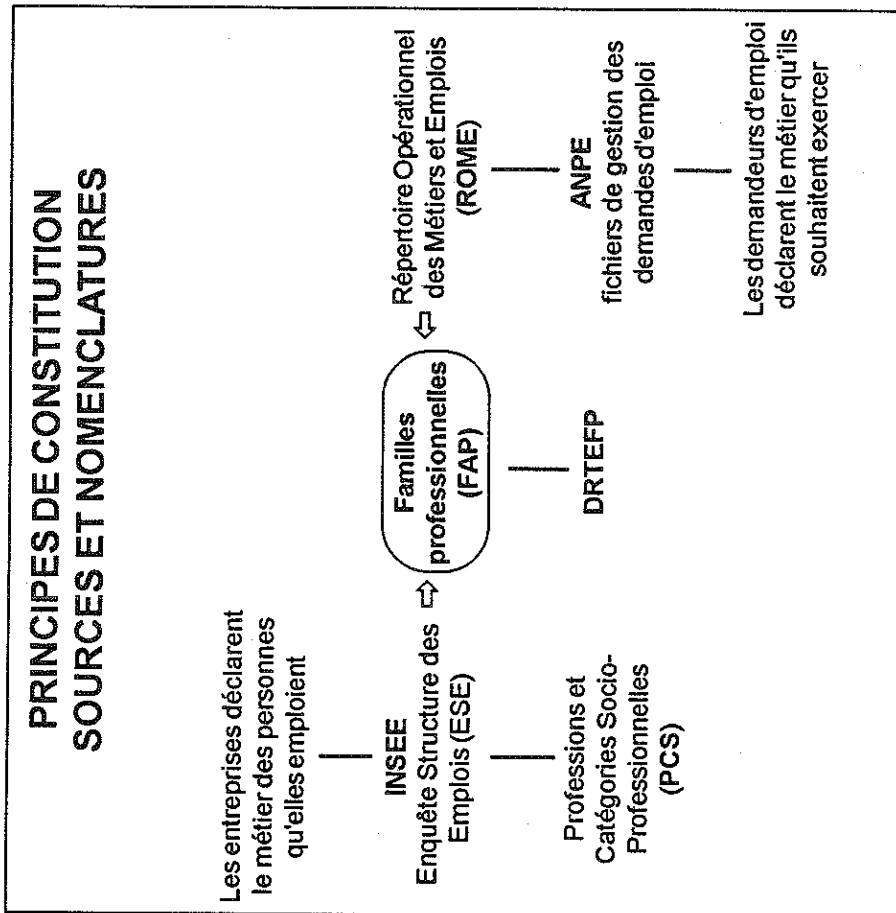 PRINCIPES DE CONSTITUTION
SOURCES ET NOMENCLATURES
Les entreprises déclarent
le métier des personnes
qu'elles emploient
INSEE
Enquête Structure des
Emplois (ESE)
Professions et
Catégories Socio-
Professionnelles
(PCS)
Familles
professionnelles
(FAP)
DRTEFP
Répertoire Opérationnel
des Métiers et Emplois
(ROME)
ANPE
fichiers de gestion des
demandes d'emploi
Les demandeurs d'emploi
déclarent le métier qu'ils
souhaitent exercer